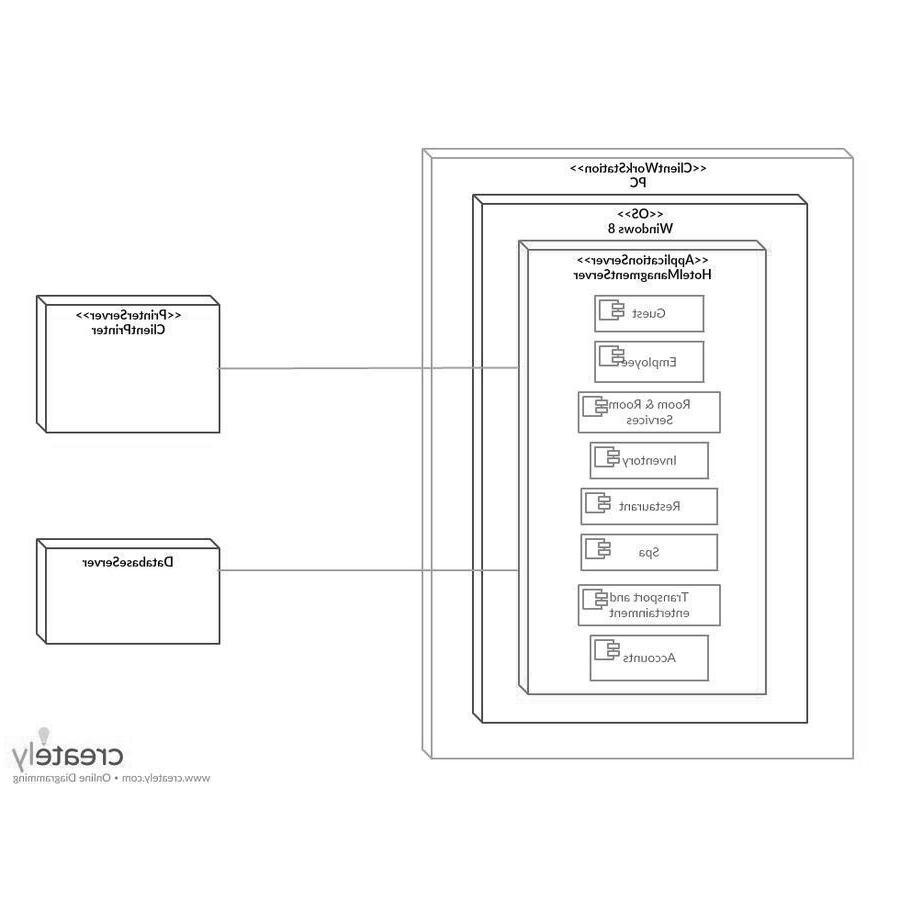 <<ClientWorkStation>>
PC
<<OS>>
Windows 8
<<ApplicationServer>>
HotelManagmentServer
Guest
Employee
Room & Room
Services
Inventory
Restaurant
Spa
Transport and
entertainment
Accounts
<<PrinterServer>>
ClientPrinter
DatabaseServer
creately
www.creately.com • Online Diagramming